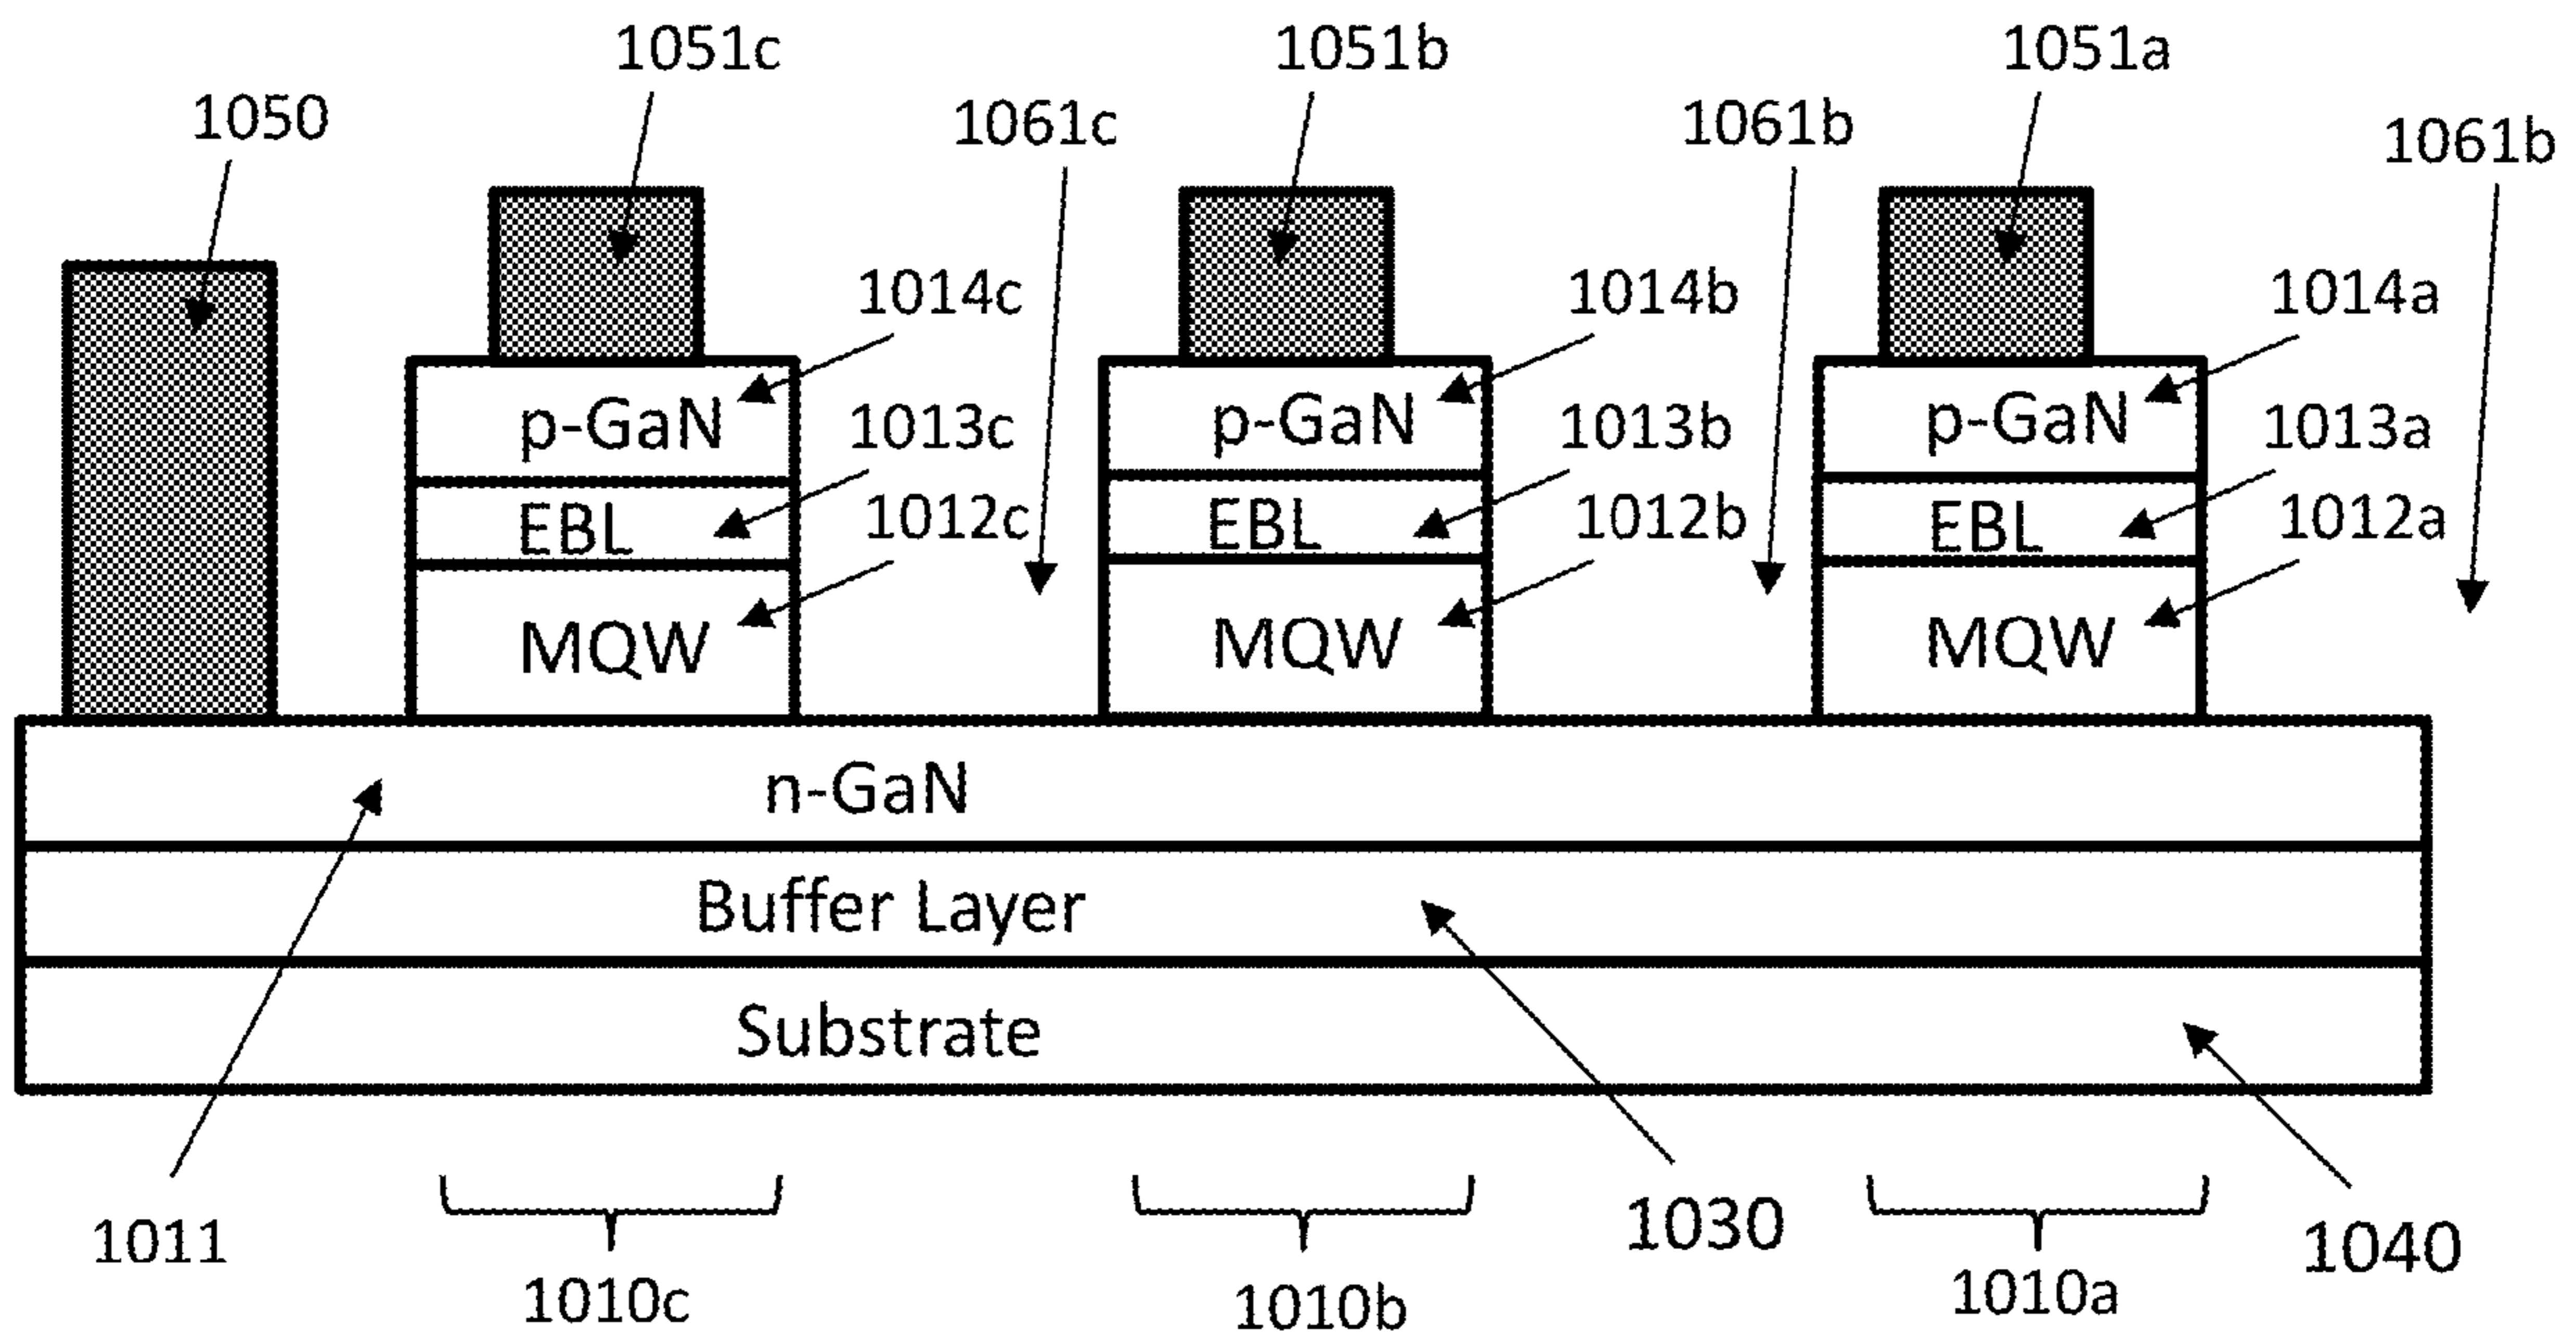 1051c
1051b
1051a
1050
1061c
1061b
1061b
1014c
1014b
1014a
p-GaN
p-GaN
p-GaN
1013c
1013b
1013a
EBL
EBL
EBL
1012c
1012b
1012a
MQW
MQW
MQW
n-GaN
Buffer Layer
Substrate
1011
1010c
1010b
1030
1010a
1040